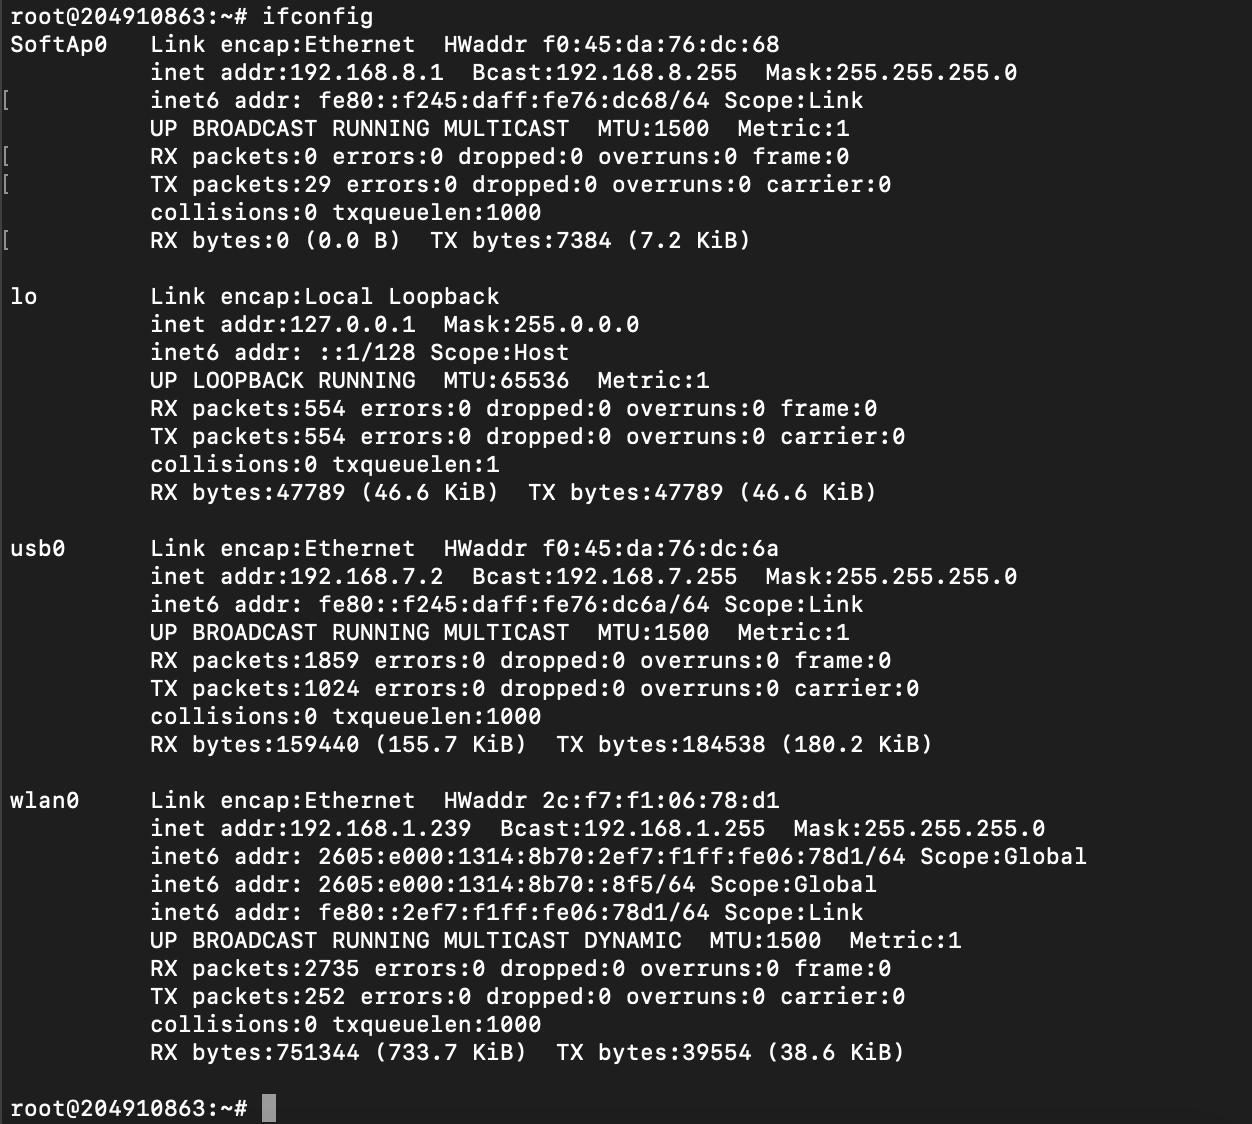 root@204910863:~# ifconfig
SoftAp0   Link encap:Ethernet  HWaddr f0:45:da:76:dc:68
          inet addr:192.168.8.1  Bcast:192.168.8.255  Mask:255.255.255.0
[         inet6 addr: fe80::f245:daff:fe76:dc68/64 Scope:Link
          UP BROADCAST RUNNING MULTICAST  MTU:1500  Metric:1
[         RX packets:0 errors:0 dropped:0 overruns:0 frame:0
[         TX packets:29 errors:0 dropped:0 overruns:0 carrier:0
          collisions:0 txqueuelen:1000
[         RX bytes:0 (0.0 B)  TX bytes:7384 (7.2 KiB)

lo        Link encap:Local Loopback
          inet addr:127.0.0.1  Mask:255.0.0.0
          inet6 addr: ::1/128 Scope:Host
          UP LOOPBACK RUNNING  MTU:65536  Metric:1
          RX packets:554 errors:0 dropped:0 overruns:0 frame:0
          TX packets:554 errors:0 dropped:0 overruns:0 carrier:0
          collisions:0 txqueuelen:1
          RX bytes:47789 (46.6 KiB)  TX bytes:47789 (46.6 KiB)

usb0      Link encap:Ethernet  HWaddr f0:45:da:76:dc:6a
          inet addr:192.168.7.2  Bcast:192.168.7.255  Mask:255.255.255.0
          inet6 addr: fe80::f245:daff:fe76:dc6a/64 Scope:Link
          UP BROADCAST RUNNING MULTICAST  MTU:1500  Metric:1
          RX packets:1859 errors:0 dropped:0 overruns:0 frame:0
          TX packets:1024 errors:0 dropped:0 overruns:0 carrier:0
          collisions:0 txqueuelen:1000
          RX bytes:159440 (155.7 KiB)  TX bytes:184538 (180.2 KiB)

wlan0     Link encap:Ethernet  HWaddr 2c:f7:f1:06:78:d1
          inet addr:192.168.1.239  Bcast:192.168.1.255  Mask:255.255.255.0
          inet6 addr: 2605:e000:1314:8b70:2ef7:f1ff:fe06:78d1/64 Scope:Global
          inet6 addr: 2605:e000:1314:8b70::8f5/64 Scope:Global
          inet6 addr: fe80::2ef7:f1ff:fe06:78d1/64 Scope:Link
          UP BROADCAST RUNNING MULTICAST DYNAMIC  MTU:1500  Metric:1
          RX packets:2735 errors:0 dropped:0 overruns:0 frame:0
          TX packets:252 errors:0 dropped:0 overruns:0 carrier:0
          collisions:0 txqueuelen:1000
          RX bytes:751344 (733.7 KiB)  TX bytes:39554 (38.6 KiB)

root@204910863:~#